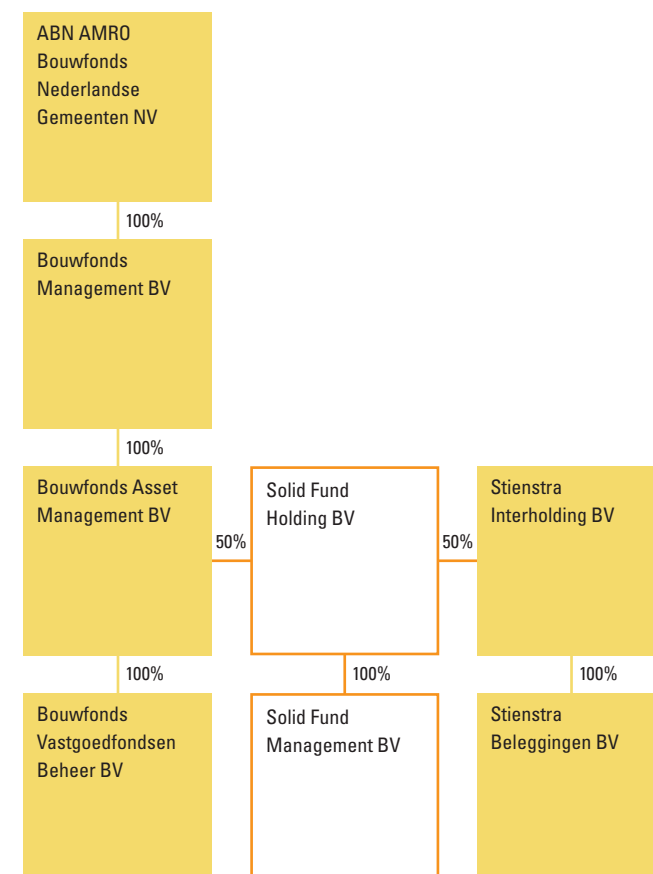 ABN AMRO
Bouwfonds
Nederlandse
Gemeenten NV
100%
Bouwfonds
Management BV
100%
Bouwfonds Asset
Management BV
50%
Solid Fund
Holding BV
50%
Stienstra
Interholding BV
100%
100%
100%
Bouwfonds
Vastgoedfondsen
Beheer BV
Solid Fund
Management BV
Stienstra
Beleggingen BV